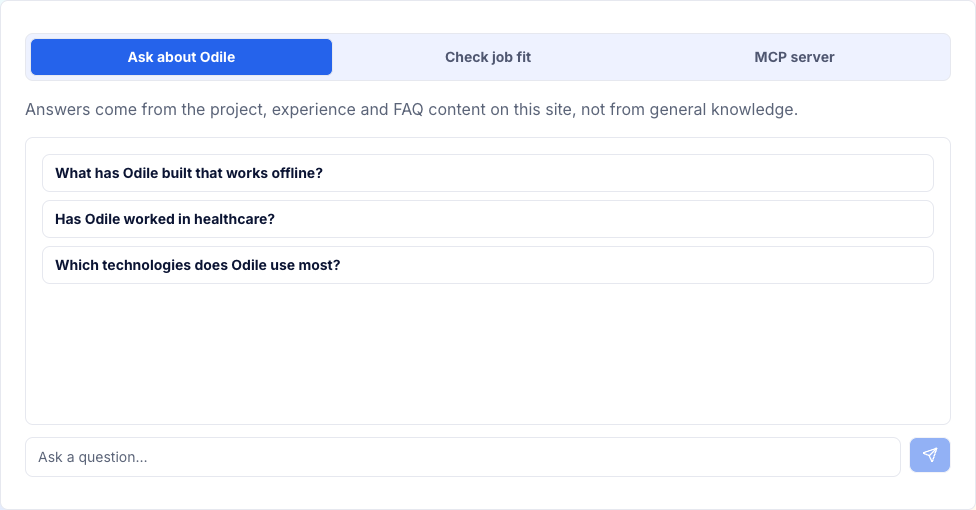 Ask about Odile
Check job fit
MCP server
Answers come from the project, experience and FAQ content on this site, not from general knowledge.
What has Odile built that works offline?
Has Odile worked in healthcare?
Which technologies does Odile use most?
Ask a question...